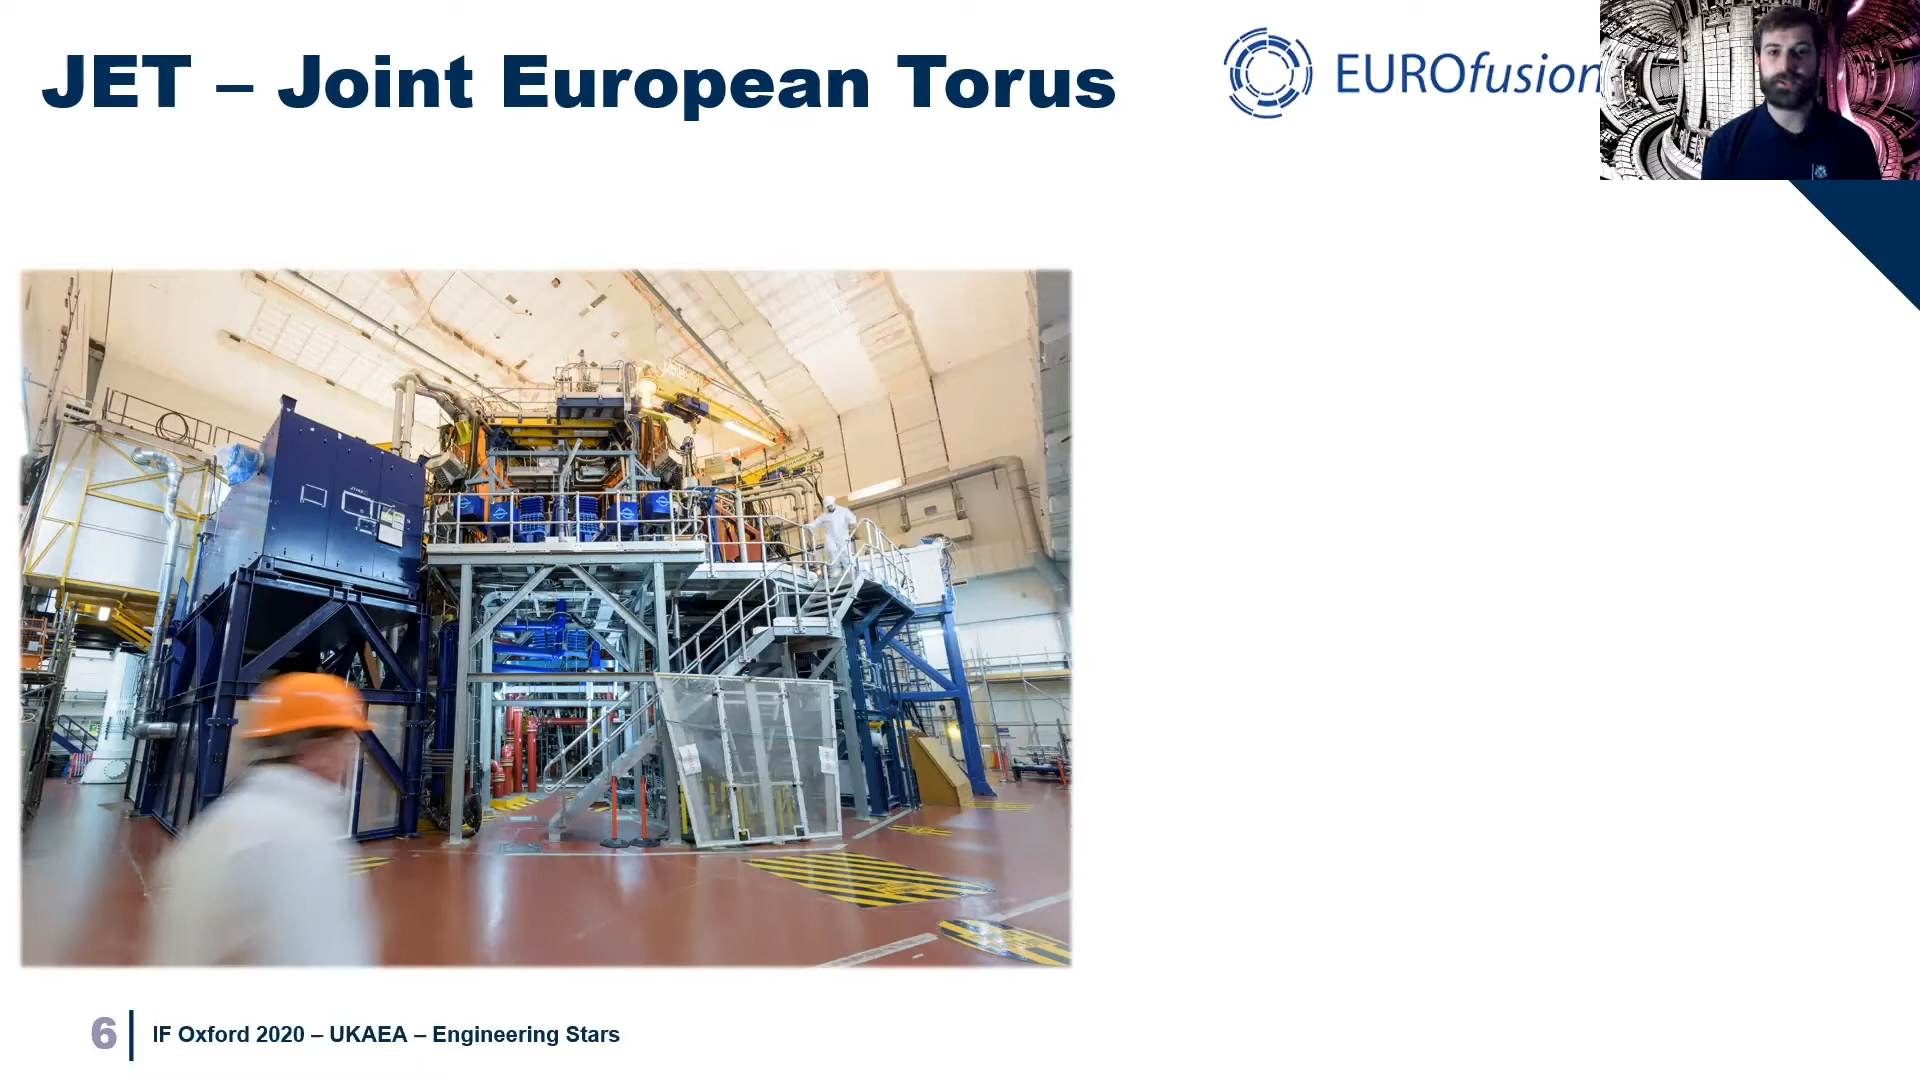 JET – Joint European Torus
EUROfusion
6
IF Oxford 2020 – UKAEA – Engineering Stars